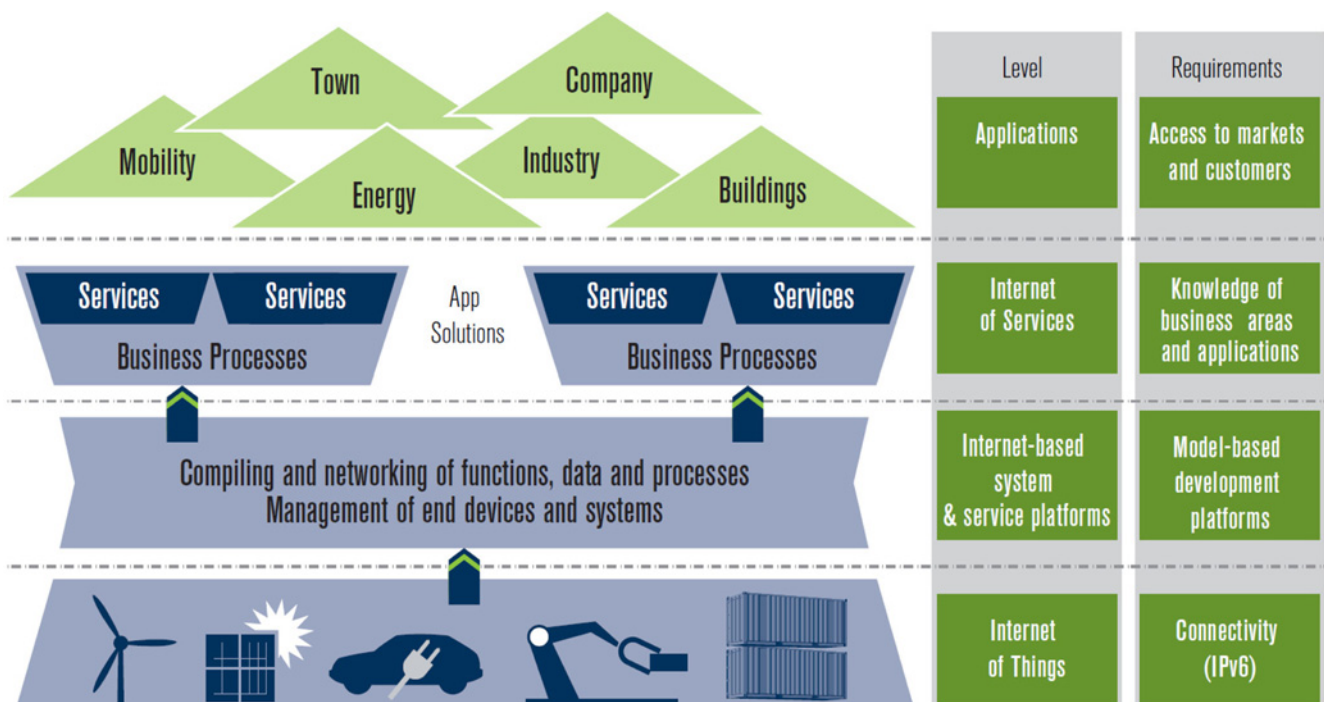 Town
Company
Mobility
Industry
Energy
Buildings
Level
Requirements
Applications
Access to markets
and customers
Services
Services
Business Processes
App
Solutions
Services
Services
Business Processes
Internet
of Services
Knowledge of
business areas
and applications
Compiling and networking of functions, data and processes
Management of end devices and systems
Internet-based
system
& service platforms
Model-based
development
platforms
Internet
of Things
Connectivity
(IPv6)